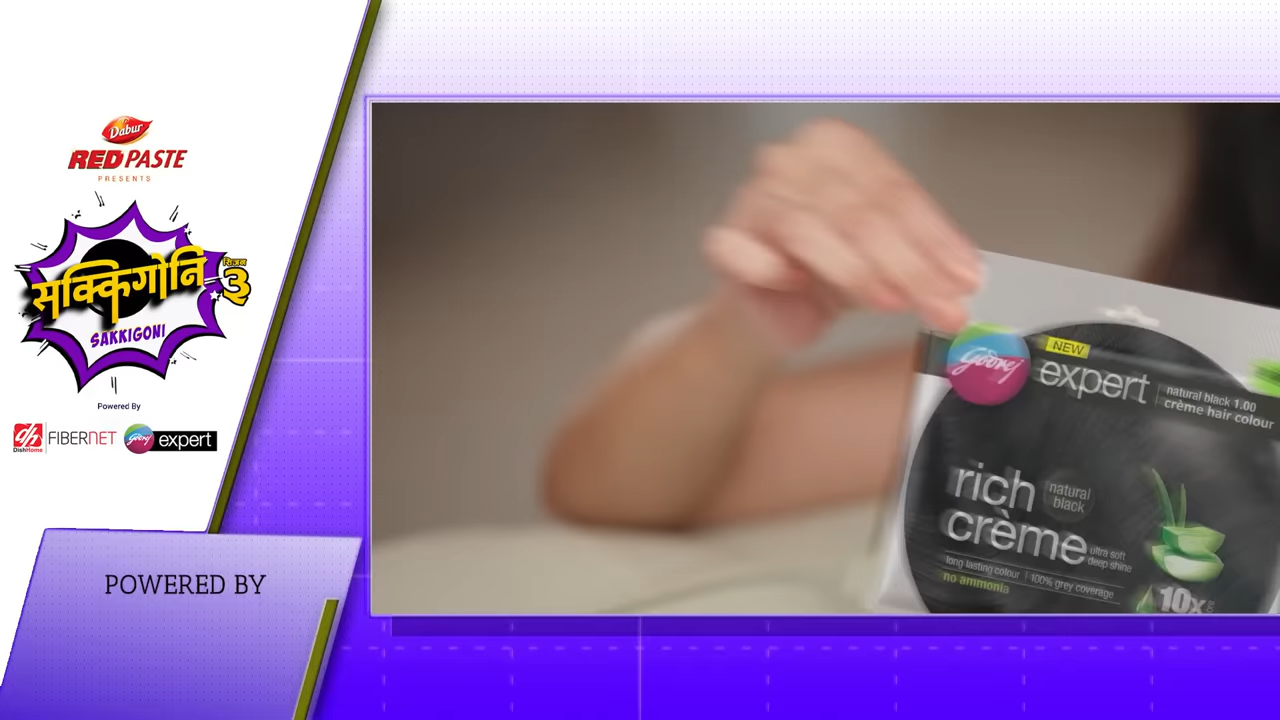 Dabur
RED PASTE
PRESENTS
सक्किगोनि
सिजन
३
SAKKIGONI
Powered By
dh
DishHome
FIBERNET
Godrej
expert
POWERED BY
Godrej
NEW
expert
natural black 1.00
crème hair colour
rich
crème
natural
black
ultra soft
deep shine
long lasting colour | 100% grey coverage
no ammonia
10x